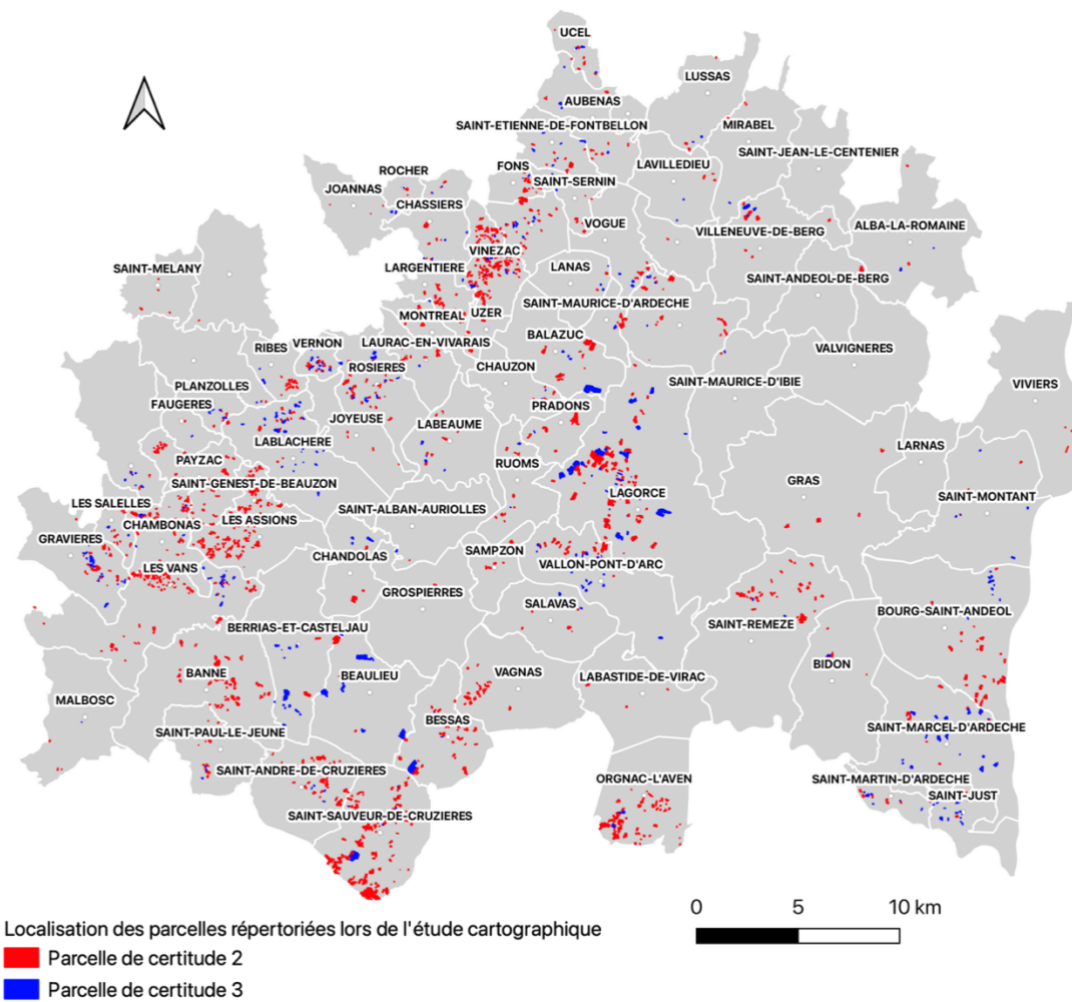 UCEL
LUSSAS
AUBENAS
SAINT-ETIENNE-DE-FONTBELLON
MIRABEL
SAINT-JEAN-LE-CENTENIER
FONS
LAVILLEDIEU
ROCHER
SAINT-SERNIN
JOANNAS
CHASSIERS
VOGUE
VILLENEUVE-DE-BERG
ALBA-LA-ROMAINE
VINEZAC
SAINT-MELANY
LARGENTIERE
LANAS
SAINT-ANDEOL-DE-BERG
SAINT-MAURICE-D'ARDECHE
MONTREAL
UZER
BALAZUC
RIBES
VERNON
LAURAC-EN-VIVARAIS
VALVIGNERES
ROSIERES
CHAUZON
PLANZOLLES
SAINT-MAURICE-D'IBIE
VIVIERS
FAUGERES
PRADONS
JOYEUSE
LABEAUME
LABLACHERE
LARNAS
PAYZAC
RUOMS
SAINT-GENEST-DE-BEAUZON
GRAS
LAGORCE
SAINT-MONTANT
LES SALELLES
SAINT-ALBAN-AURIOLLES
CHAMBONAS
LES ASSIONS
GRAVIERES
SAMPZON
CHANDOLAS
VALLON-PONT-D'ARC
LES VANS
GROSPIERRES
SALAVAS
BOURG-SAINT-ANDEOL
SAINT-REMEZE
BERRIAS-ET-CASTELJAU
BIDON
BANNE
BEAULIEU
VAGNAS
LABASTIDE-DE-VIRAC
MALBOSC
BESSAS
SAINT-MARCEL-D'ARDECHE
SAINT-PAUL-LE-JEUNE
SAINT-ANDRE-DE-CRUZIERES
ORGNAC-L'AVEN
SAINT-MARTIN-D'ARDECHE
SAINT-JUST
SAINT-SAUVEUR-DE-CRUZIERES
0 5 10 km
Localisation des parcelles répertoriées lors de l'étude cartographique
Parcelle de certitude 2
Parcelle de certitude 3